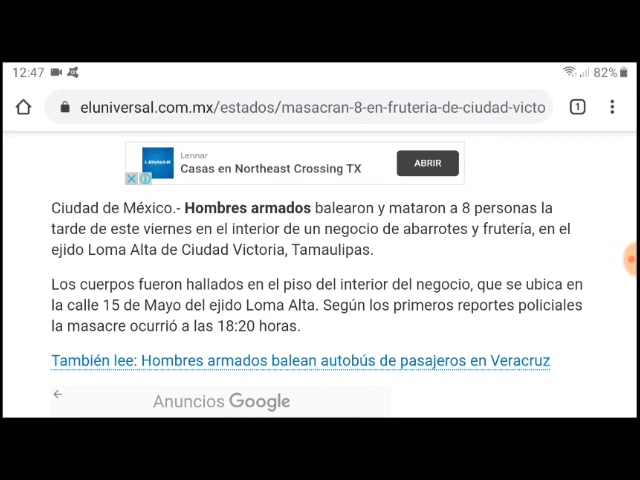 12:47 82%
eluniversal.com.mx/estados/masacran-8-en-fruteria-de-ciudad-victo 1
Lennar
LENNAR Casas en Northeast Crossing TX ABRIR
Ciudad de México.- Hombres armados balearon y mataron a 8 personas la
tarde de este viernes en el interior de un negocio de abarrotes y frutería, en el
ejido Loma Alta de Ciudad Victoria, Tamaulipas.
Los cuerpos fueron hallados en el piso del interior del negocio, que se ubica en
la calle 15 de Mayo del ejido Loma Alta. Según los primeros reportes policiales
la masacre ocurrió a las 18:20 horas.
También lee: Hombres armados balean autobús de pasajeros en Veracruz
Anuncios Google